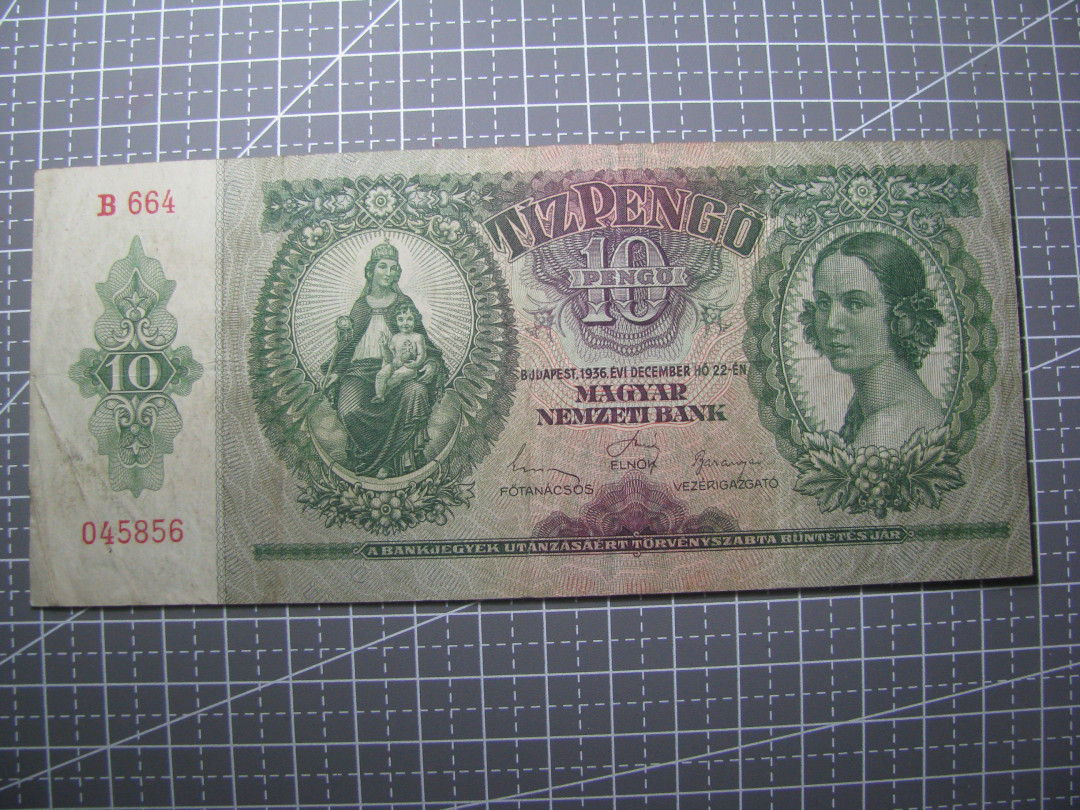 B 664
10
045856
TÍZ PENGŐ
10
PENGŐ
BUDAPEST, 1936. ÉVI DECEMBER HÓ 22-ÉN
MAGYAR
NEMZETI BANK
ELNÖK
FŐTANÁCSOS
VEZÉRIGAZGATÓ
A BANKJEGYEK UTÁNZÁSÁÉRT TÖRVÉNYSZABTA BÜNTETÉS JÁR